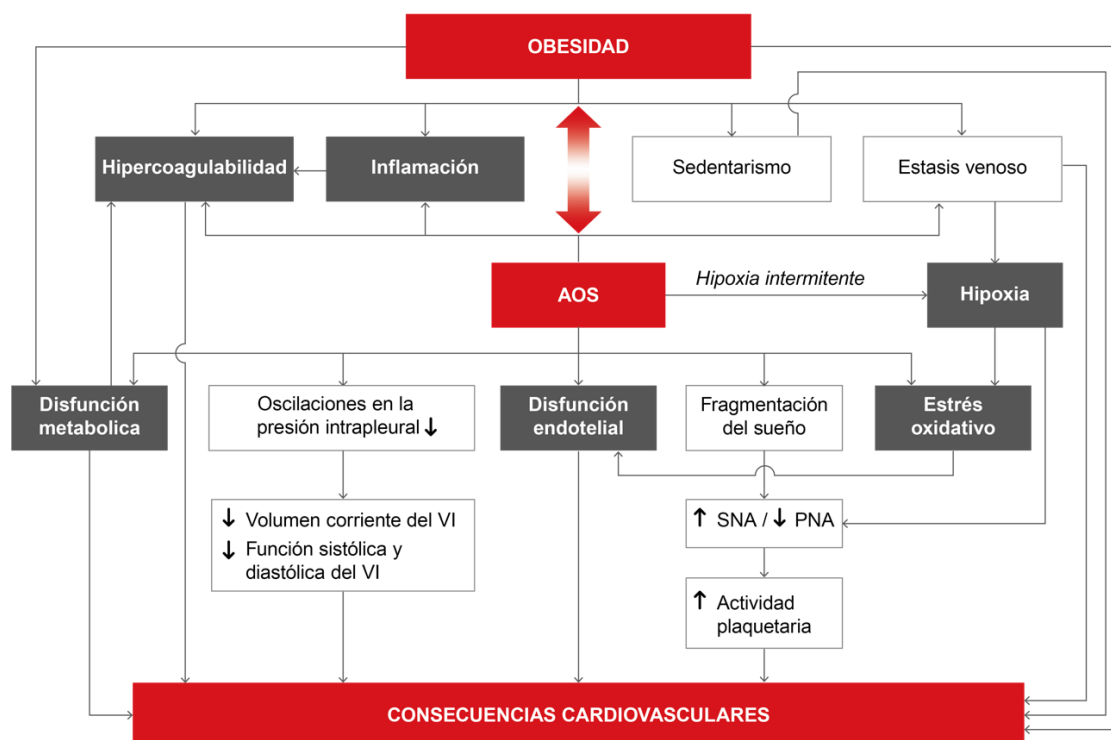 OBESIDAD
Hipercoagulabilidad
Inflamación
Sedentarismo
Estasis venoso
AOS
Hipoxia intermitente
Hipoxia
Disfunción
metabolica
Oscilaciones en la
presión intrapleural ↓
Disfunción
endotelial
Fragmentación
del sueño
Estrés
oxidativo
↓ Volumen corriente del VI
↓ Función sistólica y
diastólica del VI
↑ SNA / ↓ PNA
↑ Actividad
plaquetaria
CONSECUENCIAS CARDIOVASCULARES